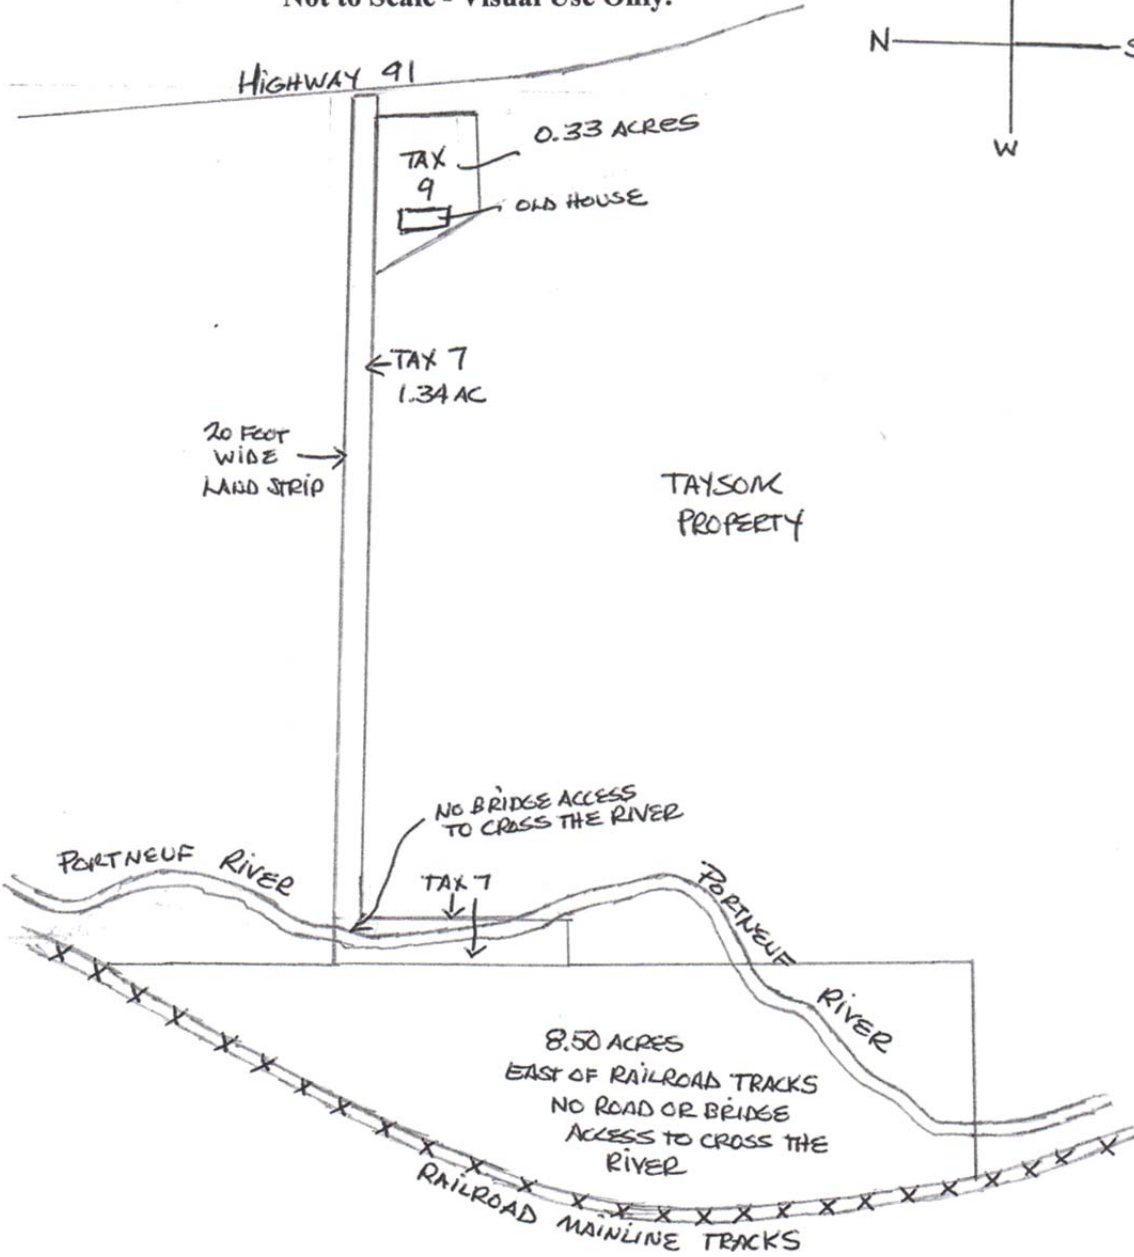 Not to Scale - Visual Use Only.
N
S
W
HIGHWAY 91
0.33 ACRES
TAX
9
OLD HOUSE
TAX 7
1.34 AC
20 FOOT
WIDE
LAND STRIP
TAYSOM
PROPERTY
NO BRIDGE ACCESS
TO CROSS THE RIVER
PORTNEUF RIVER
TAX 7
PORTNEUF
RIVER
8.50 ACRES
EAST OF RAILROAD TRACKS
NO ROAD OR BRIDGE
ACCESS TO CROSS THE
RIVER
RAILROAD MAINLINE TRACKS